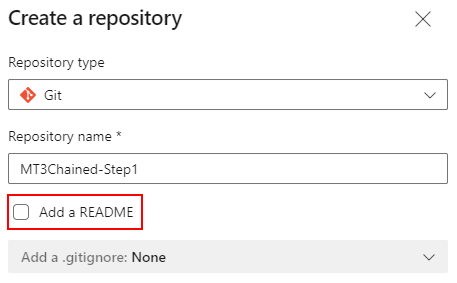 Create a repository
Repository type
Git
Repository name *
MT3Chained-Step1
Add a README
Add a .gitignore: None